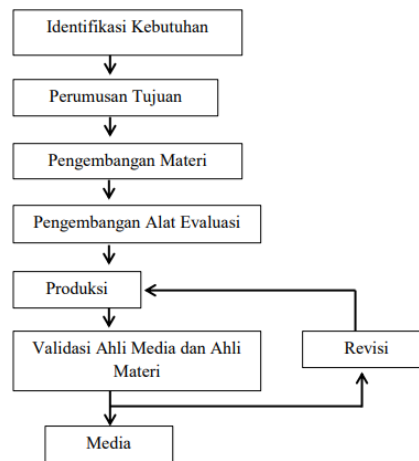 Identifikasi Kebutuhan
Perumusan Tujuan
Pengembangan Materi
Pengembangan Alat Evaluasi
Produksi
Validasi Ahli Media dan Ahli
Materi
Revisi
Media